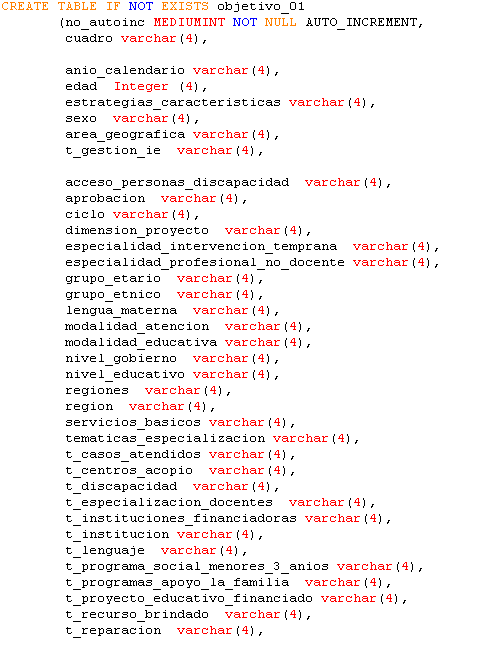 CREATE TABLE IF NOT EXISTS objetivo_01
(no_autoinc MEDIUMINT NOT NULL AUTO_INCREMENT,
cuadro varchar(4),
anio_calendario varchar(4),
edad Integer (4),
estrategias_caracteristicas varchar(4),
sexo varchar(4),
area_geografica varchar(4),
t_gestion_ie varchar(4),
acceso_personas_discapacidad varchar(4),
aprobacion varchar(4),
ciclo varchar(4),
dimension_proyecto varchar(4),
especialidad_intervencion_temprana varchar(4),
especialidad_profesional_no_docente varchar(4),
grupo_etario varchar(4),
grupo_etnico varchar(4),
lengua_materna varchar(4),
modalidad_atencion varchar(4),
modalidad_educativa varchar(4),
nivel_gobierno varchar(4),
nivel_educativo varchar(4),
regiones varchar(4),
region varchar(4),
servicios_basicos varchar(4),
tematicas_especializacion varchar(4),
t_casos_atendidos varchar(4),
t_centros_acopio varchar(4),
t_discapacidad varchar(4),
t_especializacion_docentes varchar(4),
t_instituciones_financiadoras varchar(4),
t_institucion varchar(4),
t_lenguaje varchar(4),
t_programa_social_menores_3_anios varchar(4),
t_programas_apoyo_la_familia varchar(4),
t_proyecto_educativo_financiado varchar(4),
t_recurso_brindado varchar(4),
t_reparacion varchar(4),